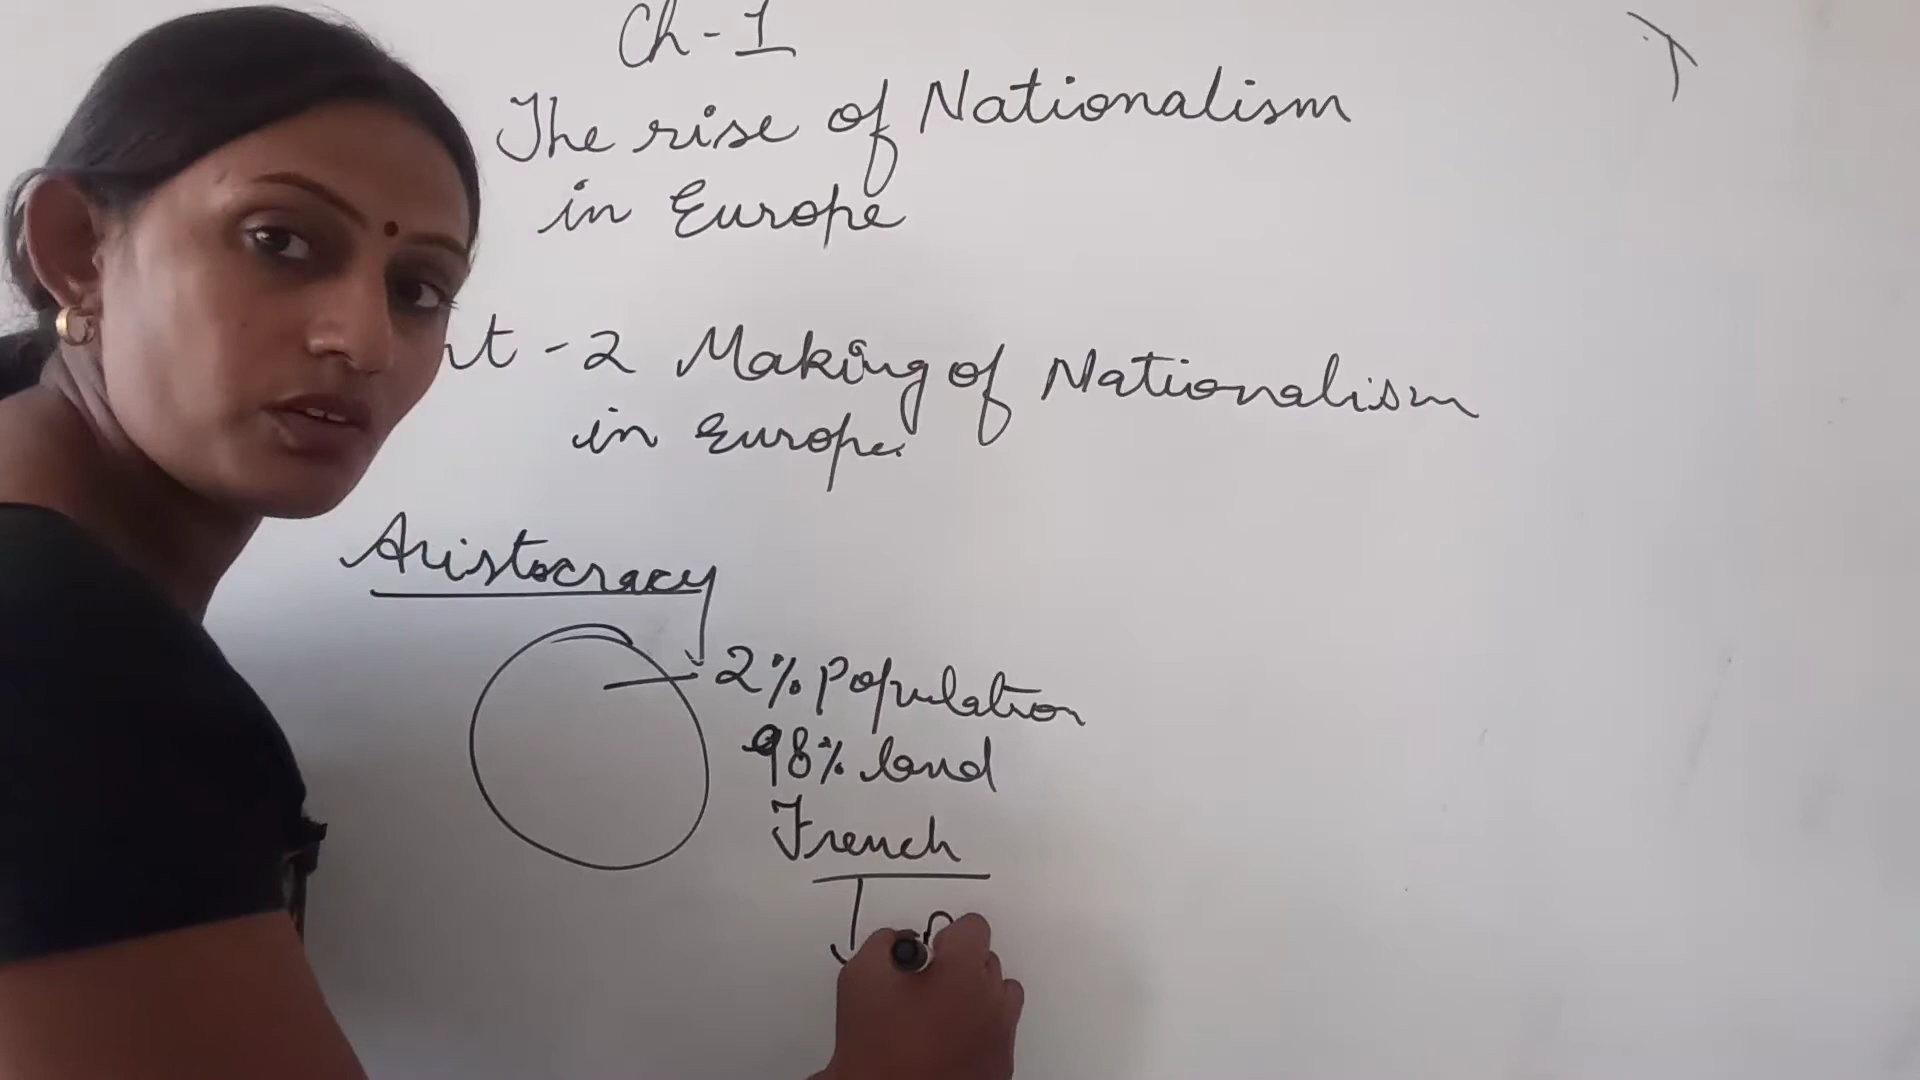 Ch-1
The rise of Nationalism
in Europe
-2 Making of Nationalism
in Europe.
Aristocracy
2% Population
98% land
French